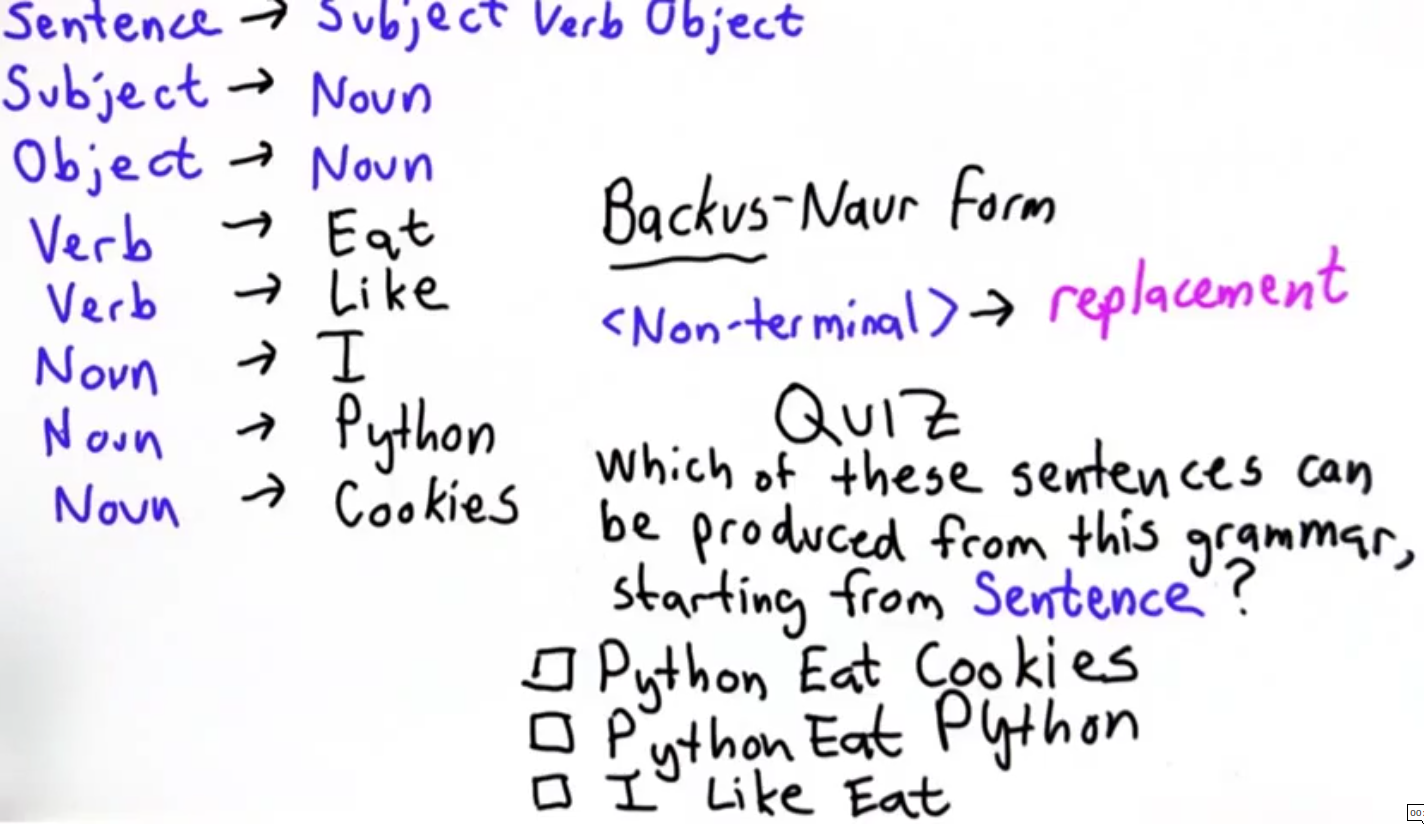 Sentence → Subject Verb Object
Subject → Noun
Object → Noun
Verb → Eat
Verb → Like
Noun → I
Noun → Python
Noun → Cookies
Backus-Naur Form
<Non-terminal> → replacement
QUIZ
Which of these sentences can
be produced from this grammar,
starting from Sentence?
□ Python Eat Cookies
□ Python Eat Python
□ I Like Eat